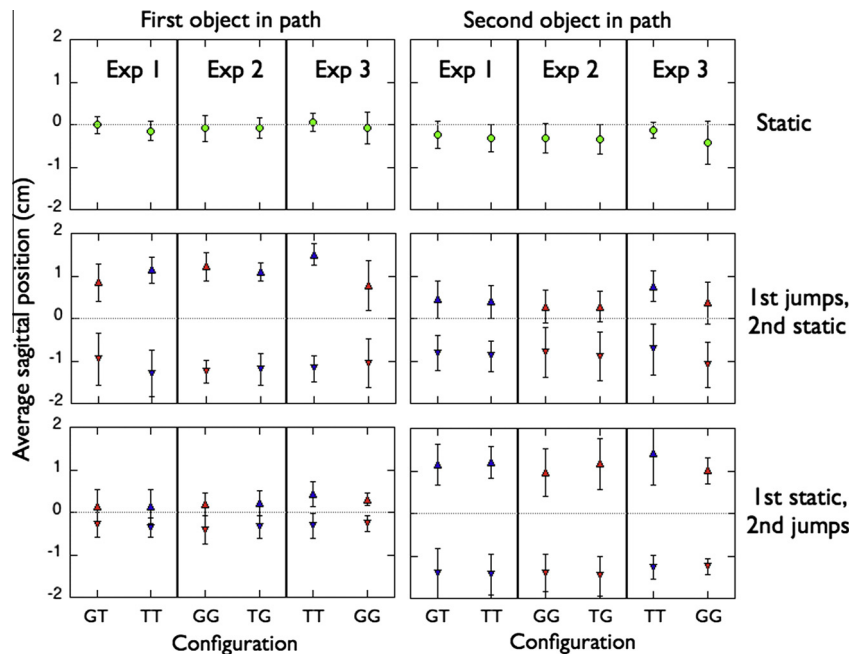 First object in path Second object in path
2 Exp 1 Exp 2 Exp 3 Exp 1 Exp 2 Exp 3
1
0 Static
-1
-2
Average sagittal position (cm)
2
1
0 1st jumps,
2nd static
-1
-2
2
1
0 1st static,
2nd jumps
-1
-2
GT TT GG TG TT GG GT TT GG TG TT GG
Configuration Configuration